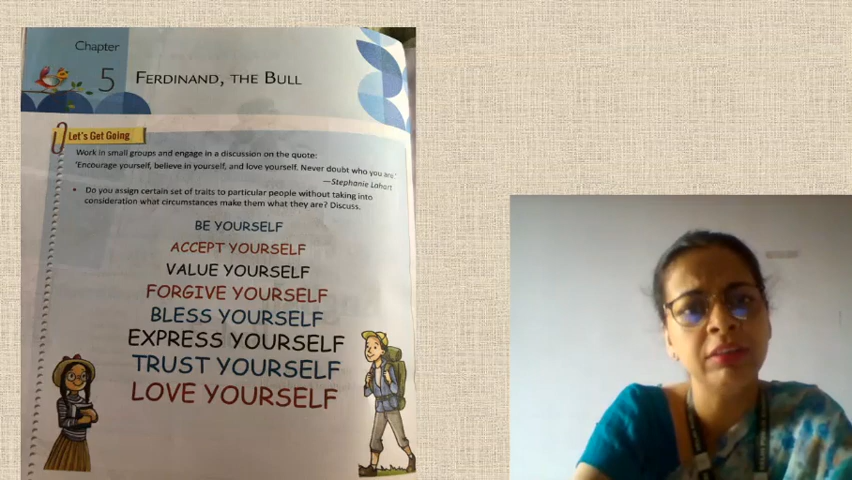 Chapter
5 FERDINAND, THE BULL
Let's Get Going
Work in small groups and engage in a discussion on the quote:
"Encourage yourself, believe in yourself, and love yourself. Never doubt who you are."
—Stephanie Lahart
• Do you assign certain set of traits to particular people without taking into
consideration what circumstances make them what they are? Discuss.
BE YOURSELF
ACCEPT YOURSELF
VALUE YOURSELF
FORGIVE YOURSELF
BLESS YOURSELF
EXPRESS YOURSELF
TRUST YOURSELF
LOVE YOURSELF